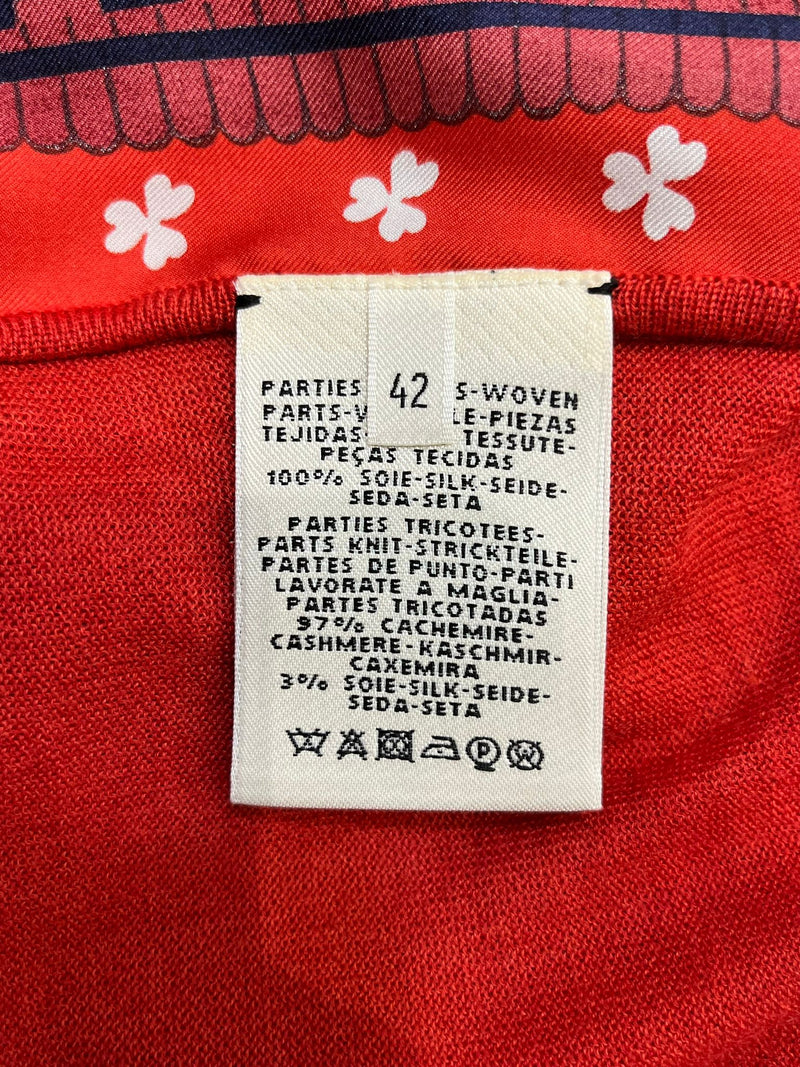 42
PARTIES S-WOVEN
PARTS-V LE-PIEZAS
TEJIDAS TESSUTE-
PEÇAS TECIDAS
100% SOIE-SILK-SEIDE-
SEDA-SETA
PARTIES TRICOTEES-
PARTS KNIT-STRICKTEILE-
PARTES DE PUNTO-PARTI
LAVORATE A MAGLIA-
PARTES TRICOTADAS
97% CACHEMIRE-
CASHMERE-KASCHMIR-
CAXEMIRA
3% SOIE-SILK-SEIDE-
SEDA-SETA
P W